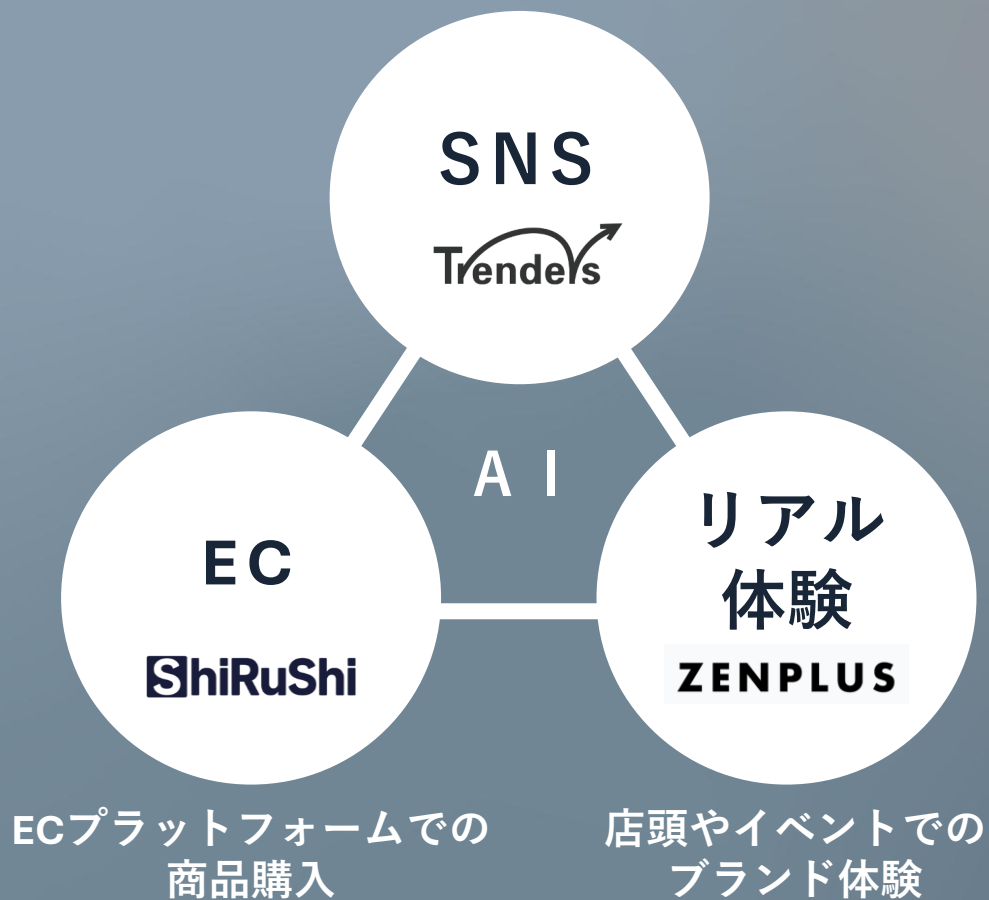 SNS
Trenders
AI
EC
ShiRuShi
リアル
体験
ZENPLUS
ECプラットフォームでの
商品購入
店頭やイベントでの
ブランド体験